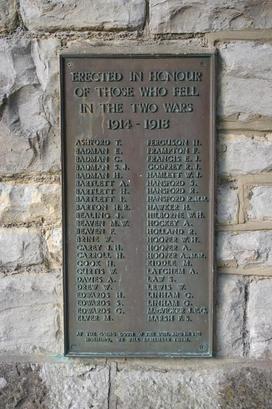 ERECTED IN HONOUR
OF THOSE WHO FELL
IN THE TWO WARS
1914 - 1918
ASHFORD T.
BADMAN E.
BADMAN G.
BADMAN S.J.
BADMAN H.
BARTLETT A.
BARTLETT H.
BARTLETT
BARTON H.R.
BEALING J.
BEAVEN M.W.
BEAVEN F.
BRINE W.
CAREY I.H.
CARROLL H.
COOK H.
CURTIS W.
DAVIES A.
DREW W.
EDWARDS H.
EDWARDS S.
EDWARDS G.
ELVER M.
FERGUSON H.
FRAMPTON F.
FRANCIS E.J.
GODFREY R.J.
HAMLETT W.J.
HANSFORD S.
HANSFORD R.
HANSFORD
HAWKER H.
HILBORNE W.H.
HOCKEY A.
HOLLAND R.
HOOPER W.H.
HOOPER A.
HOOPER
KIDDLE M.
LATCHEM A.
LAW S.
LEWIS W.
LINHAM G.
LINHAM G.
MARSH F.S.